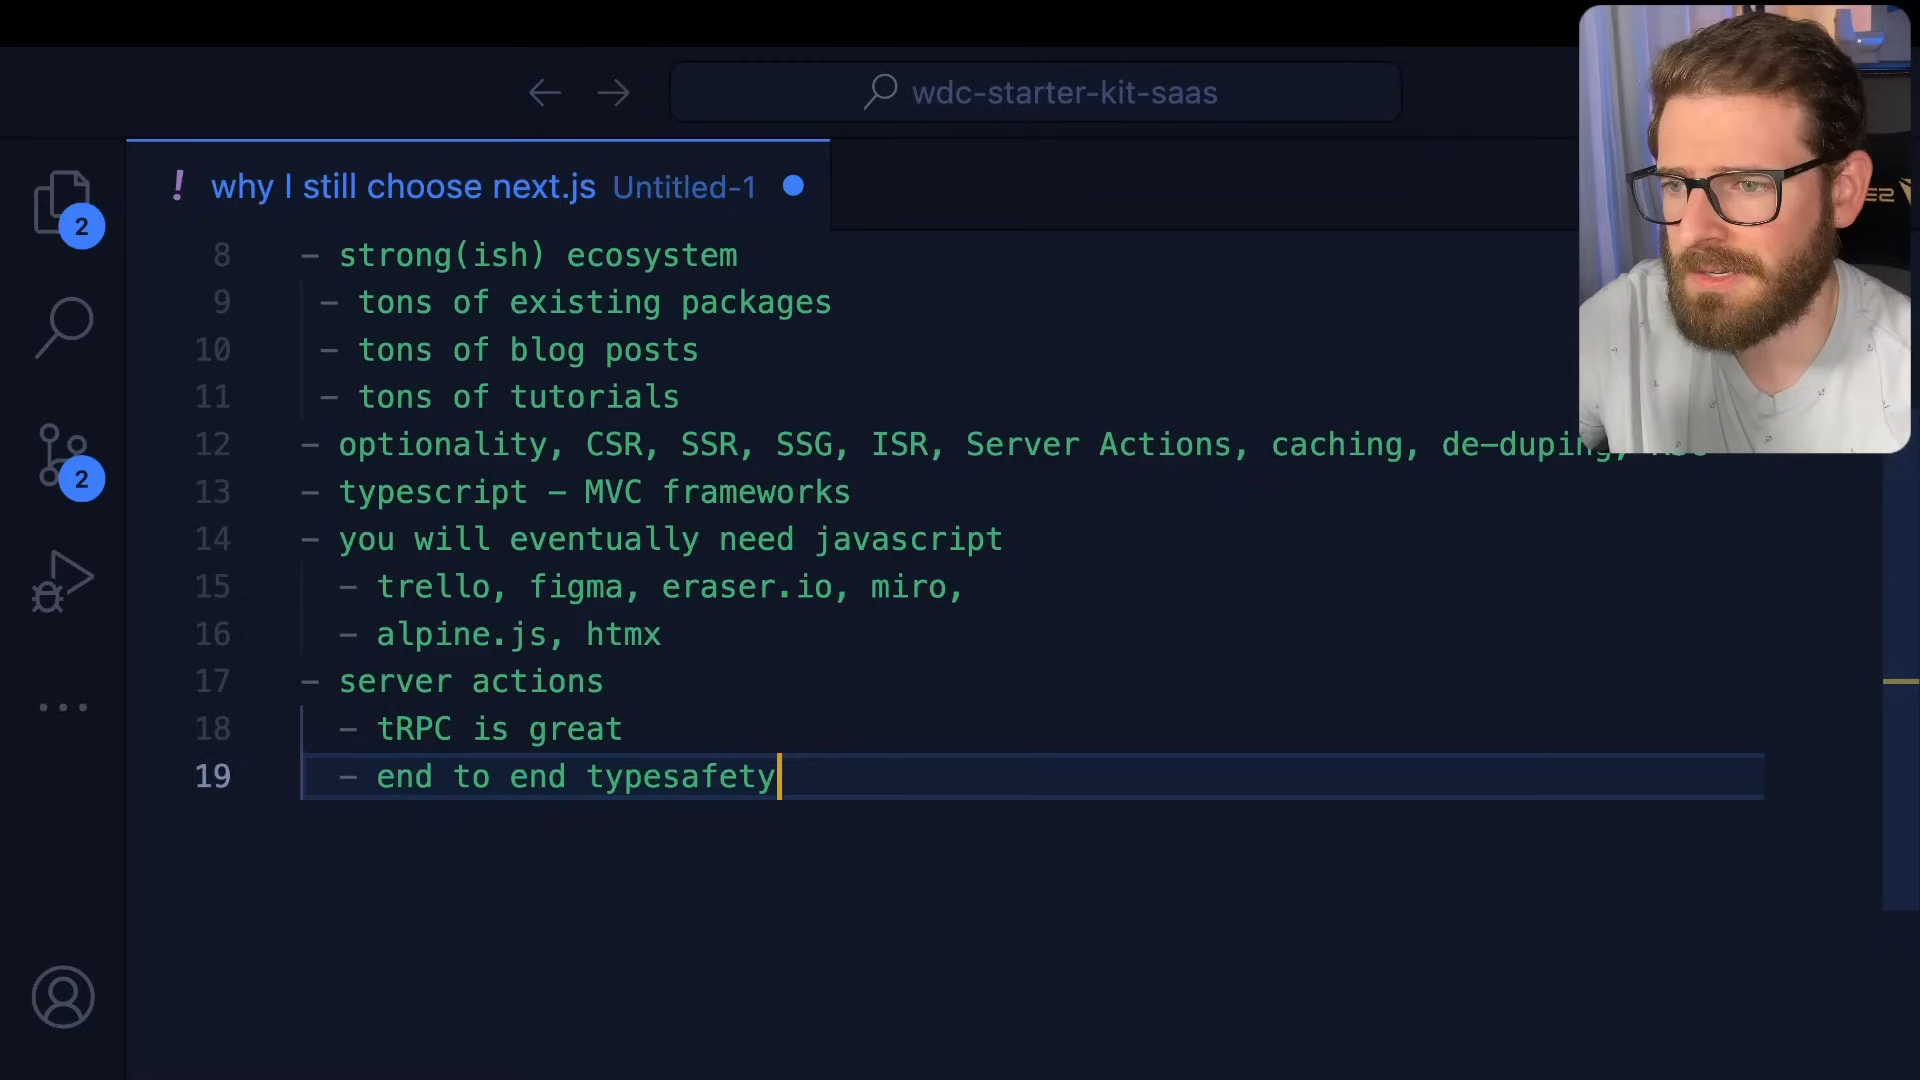 wdc-starter-kit-saas
! why I still choose next.js Untitled-1
2
2
8 - strong(ish) ecosystem
9 - tons of existing packages
10 - tons of blog posts
11 - tons of tutorials
12 - optionality, CSR, SSR, SSG, ISR, Server Actions, caching, de-duping,
13 - typescript - MVC frameworks
14 - you will eventually need javascript
15 - trello, figma, eraser.io, miro,
16 - alpine.js, htmx
17 - server actions
18 - tRPC is great
19 - end to end typesafety